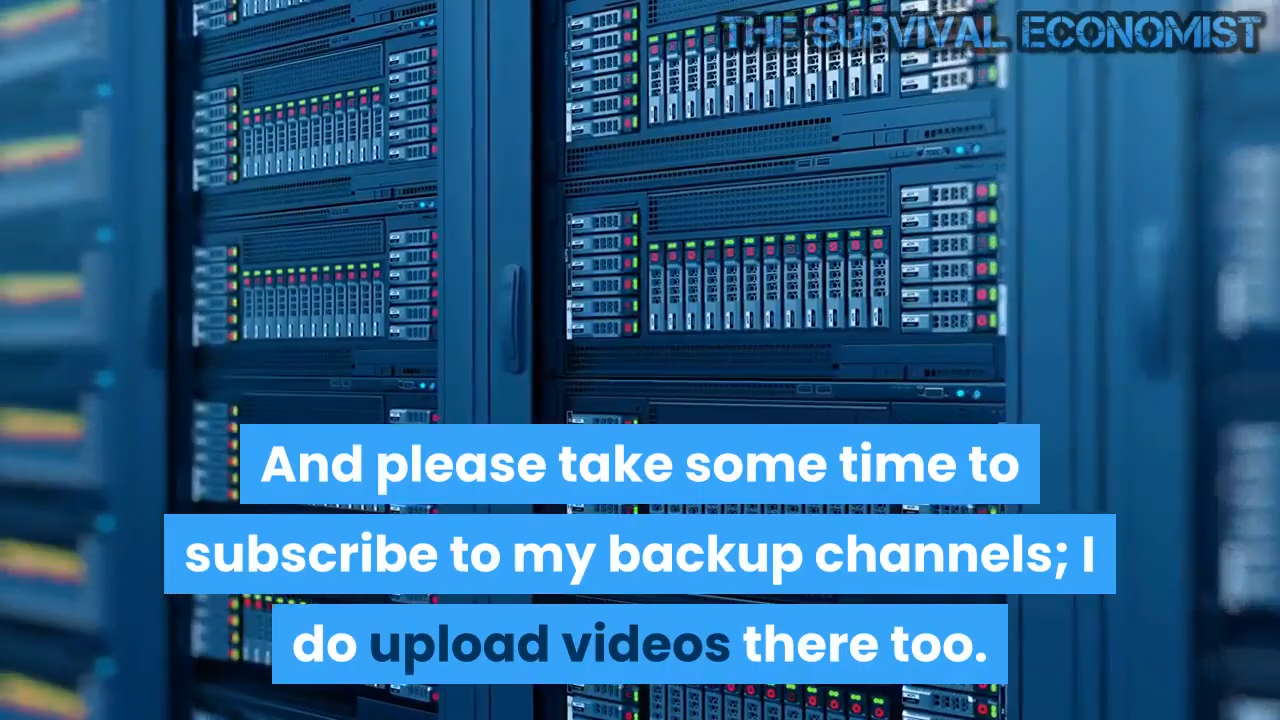 THE SURVIVAL ECONOMIST
And please take some time to
subscribe to my backup channels; I
do upload videos there too.